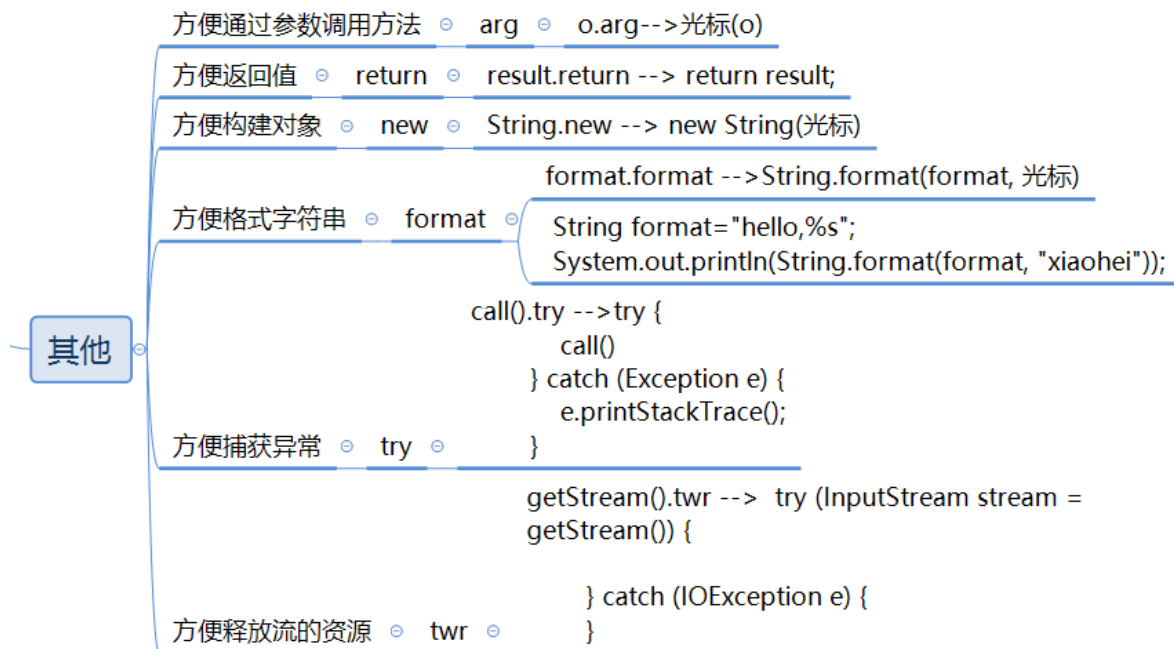 方便通过参数调用方法 arg o.arg-->光标(o)
方便返回值 return result.return --> return result;
方便构建对象 new String.new --> new String(光标)
format.format -->String.format(format, 光标)
方便格式字符串 format
String format="hello,%s";
System.out.println(String.format(format, "xiaohei"));
其他
call().try -->try {
call()
} catch (Exception e) {
e.printStackTrace();
}
方便捕获异常 try
getStream().twr --> try (InputStream stream =
getStream()) {
} catch (IOException e) {
}
方便释放流的资源 twr